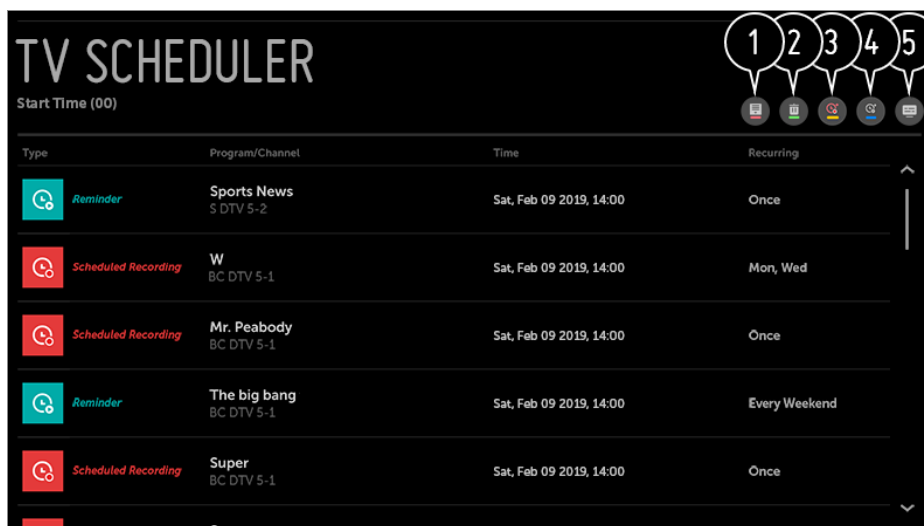 TV SCHEDULER
Start Time (00)
1 2 3 4 5
Type Program/Channel Time Recurring
Reminder Sports News Sat, Feb 09 2019, 14:00 Once
S DTV 5-2
Scheduled Recording W Sat, Feb 09 2019, 14:00 Mon, Wed
BC DTV 5-1
Scheduled Recording Mr. Peabody Sat, Feb 09 2019, 14:00 Once
BC DTV 5-1
Reminder The big bang Sat, Feb 09 2019, 14:00 Every Weekend
BC DTV 5-1
Scheduled Recording Super Sat, Feb 09 2019, 14:00 Once
BC DTV 5-1